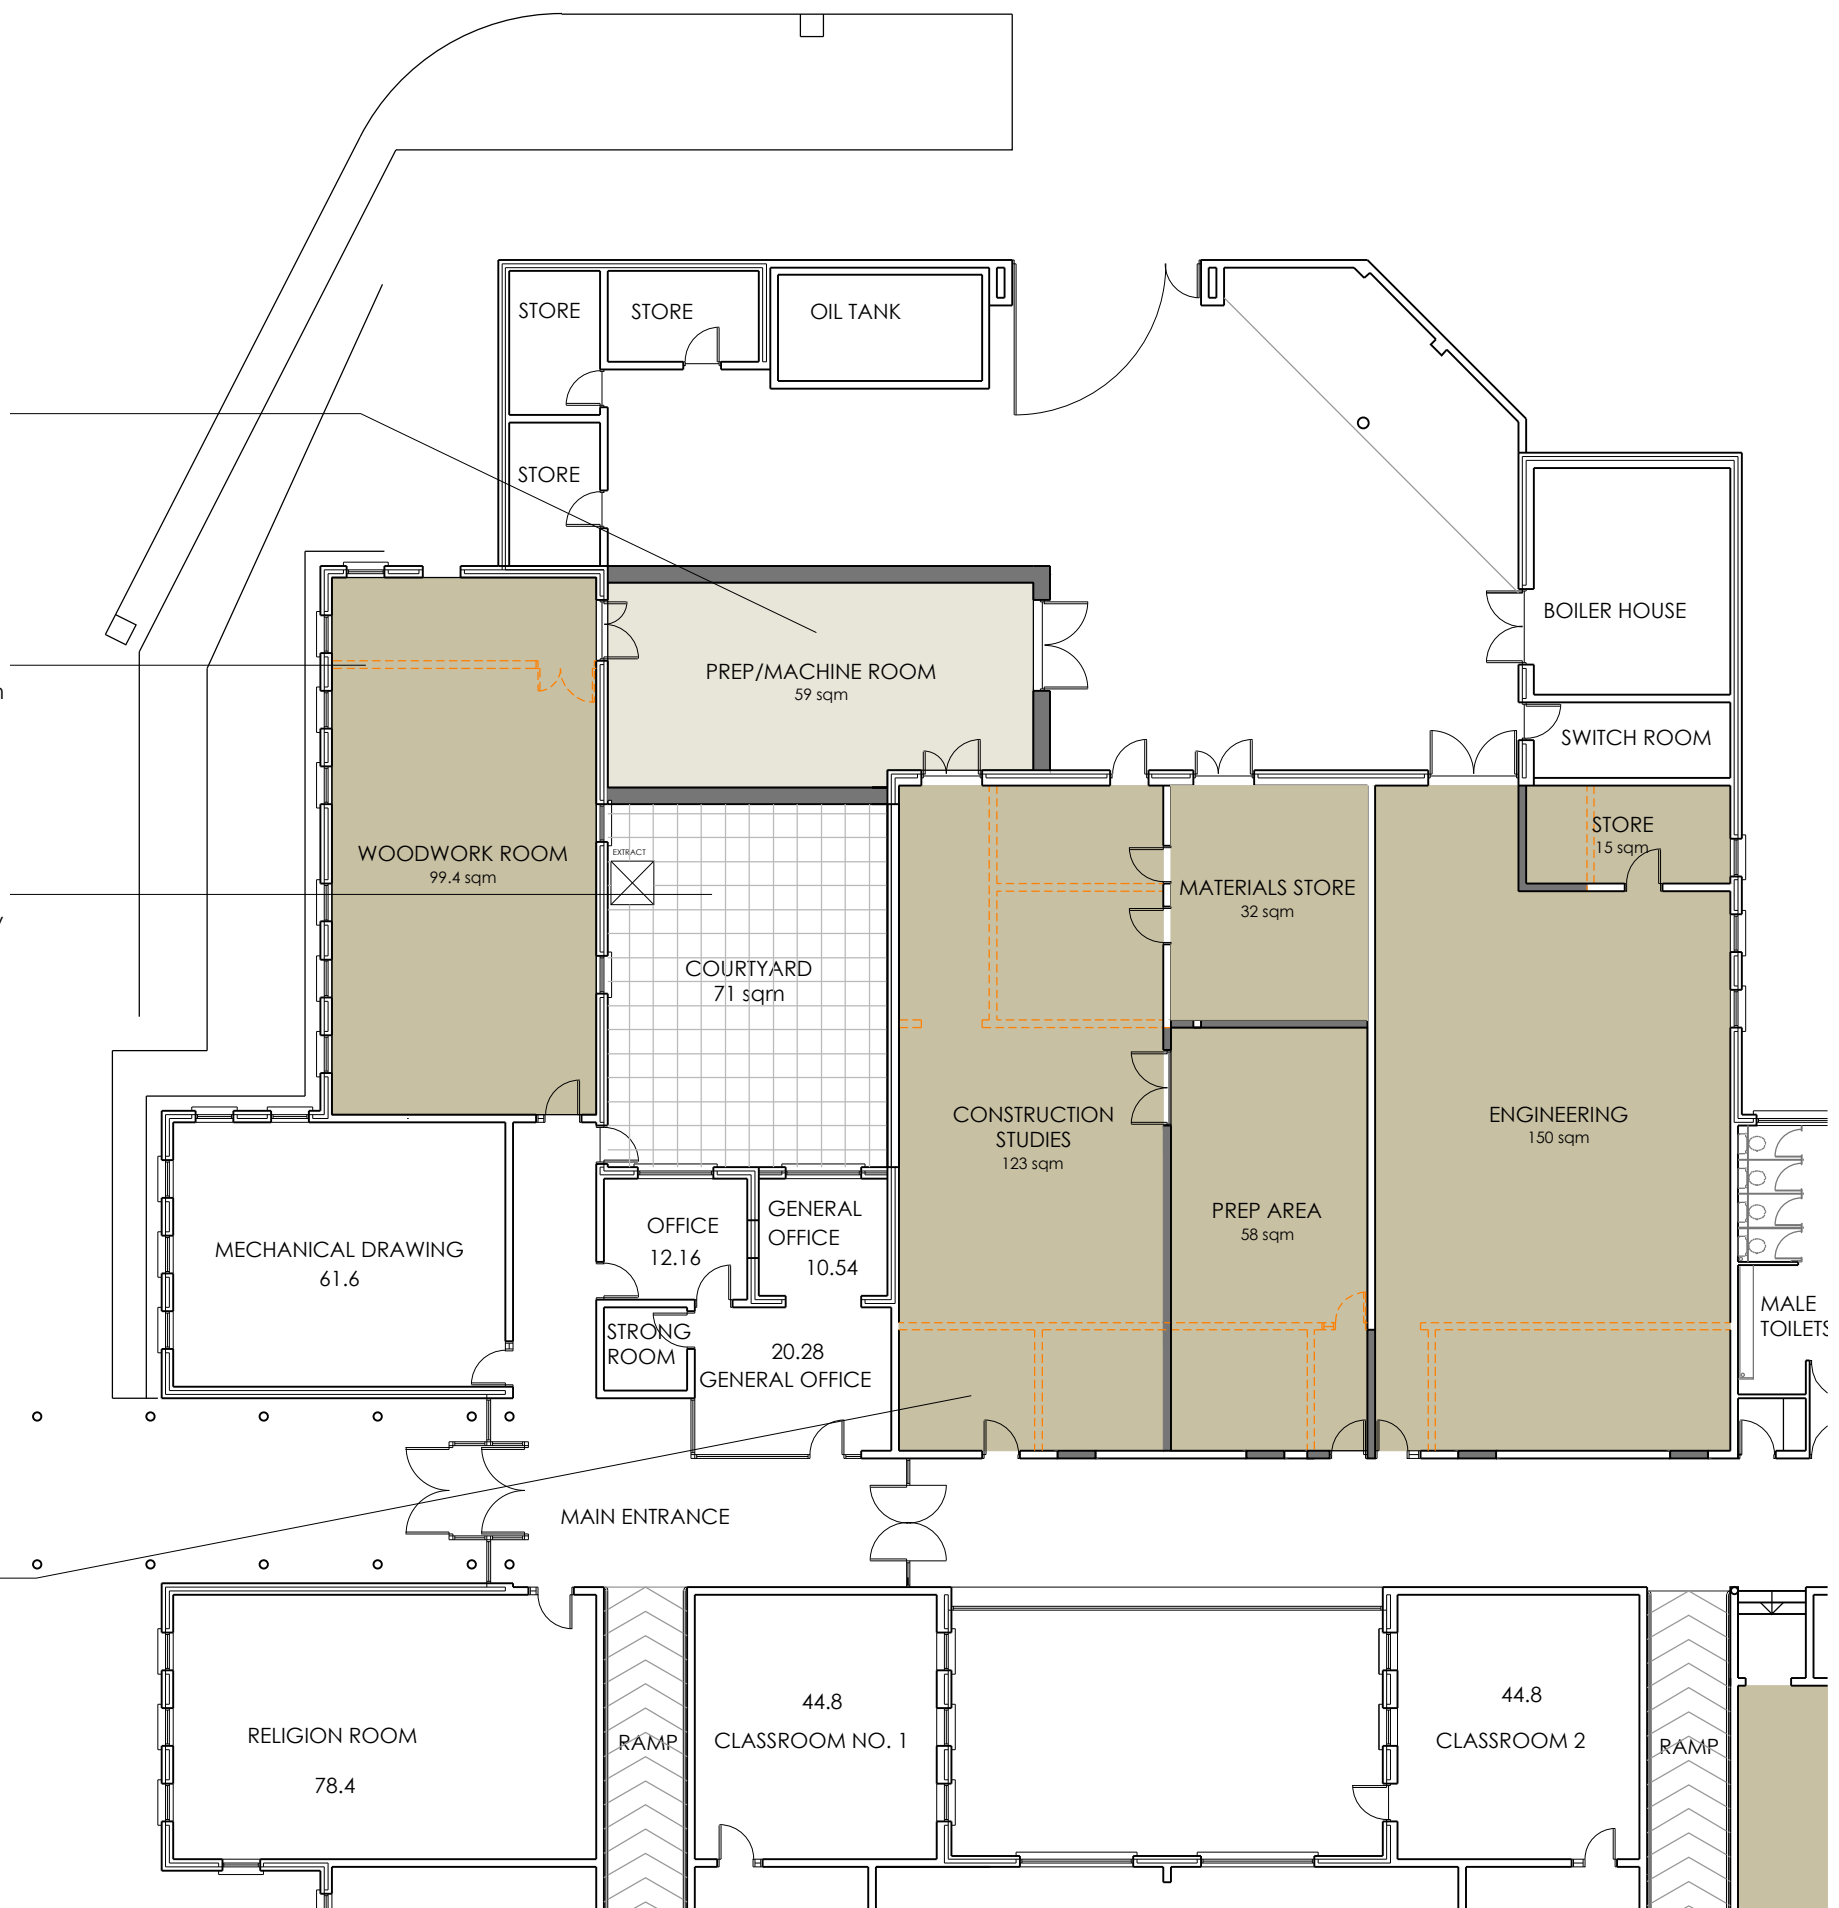 STORE
STORE
OIL TANK
STORE
BOILER HOUSE
PREP/MACHINE ROOM
59 sqm
SWITCH ROOM
STORE
15 sqm
WOODWORK ROOM
99.4 sqm
EXTRACT
MATERIALS STORE
32 sqm
COURTYARD
71 sqm
CONSTRUCTION
STUDIES
123 sqm
ENGINEERING
150 sqm
PREP AREA
58 sqm
OFFICE
12.16
GENERAL
OFFICE
10.54
MECHANICAL DRAWING
61.6
STRONG
ROOM
20.28
GENERAL OFFICE
MALE
TOILETS
MAIN ENTRANCE
RELIGION ROOM
78.4
RAMP
44.8
CLASSROOM NO. 1
44.8
CLASSROOM 2
RAMP